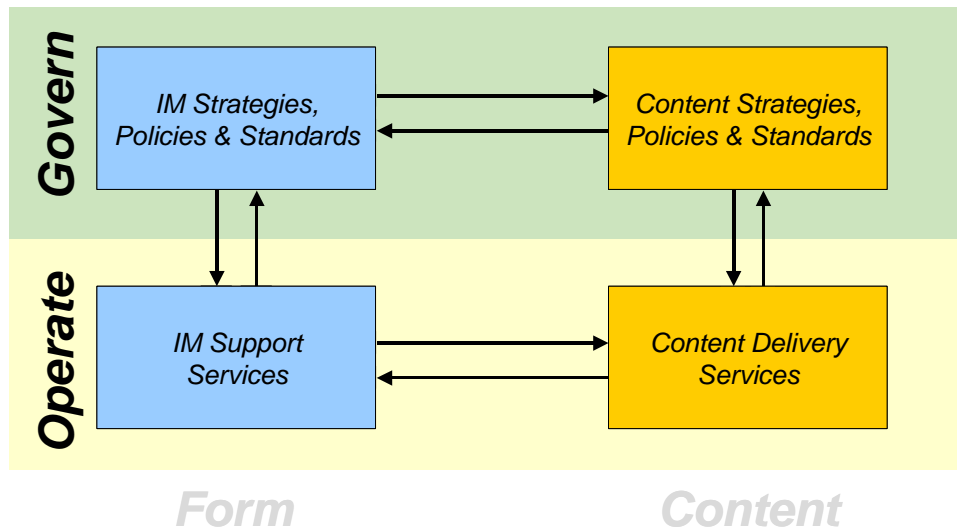 Govern
IM Strategies,
Policies & Standards
Content Strategies,
Policies & Standards
Operate
IM Support
Services
Content Delivery
Services
Form
Content